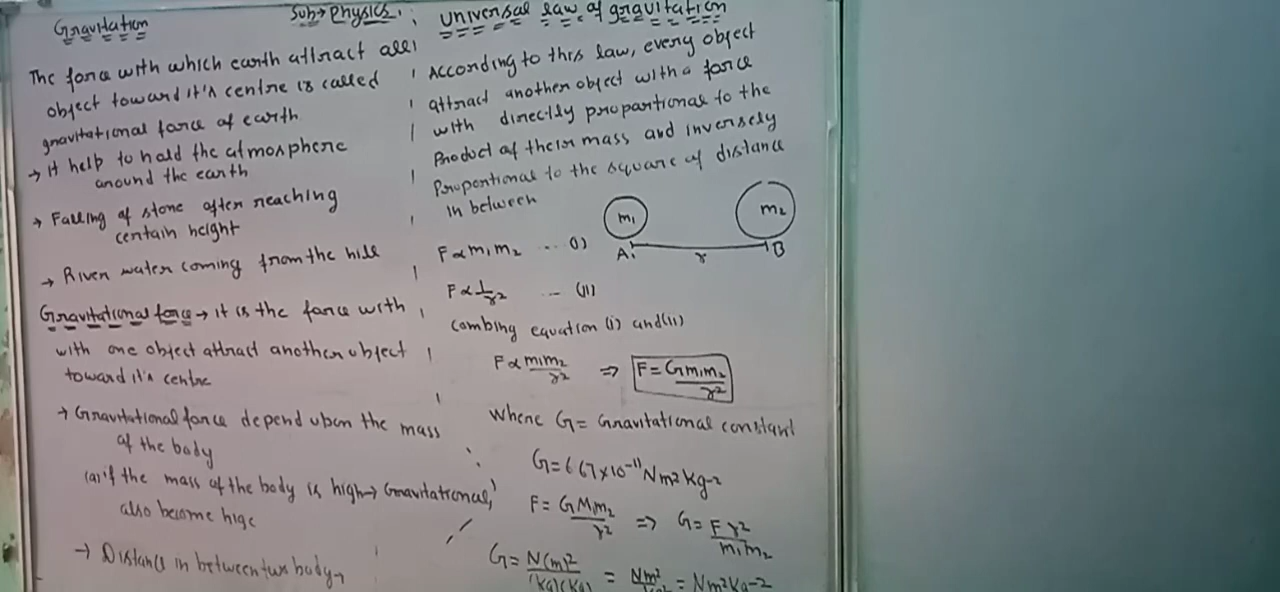 Gravitation
Sub→ Physics.
The force with which earth attract all
object toward it's centre is called
gravitational force of earth
→ it help to hold the atmosphere
around the earth
→ Falling of stone after reaching
certain height
→ River water coming from the hill
Gravitational force → it is the force with
with one object attract another object
toward it's centre
→ Gravitational force depend upon the mass
of the body
(a) if the mass of the body is high → Gravitational
also become hige
→ Distance in between two body →
universal law of gravitation
According to this law, every object
attract another object with a force
with directly proportional to the
Product of their mass and inversely
Proportional to the square of distance
in between
m₁ m₂
A r B
F ∝ m₁m₂ ... (i)
F ∝ 1/r² ... (ii)
Combing equation (i) and (ii)
F ∝ m₁m₂/r² ⇒ F = Gm₁m₂/r²
Where G = Gravitational constant
G = 6 67 × 10⁻¹¹ Nm2 kg-2
F = GMm₂/r² ⇒ G = Fr²/m₁m₂
G = N(m)²/(kg)(kg) = Nm²/kg² = Nm²kg-2